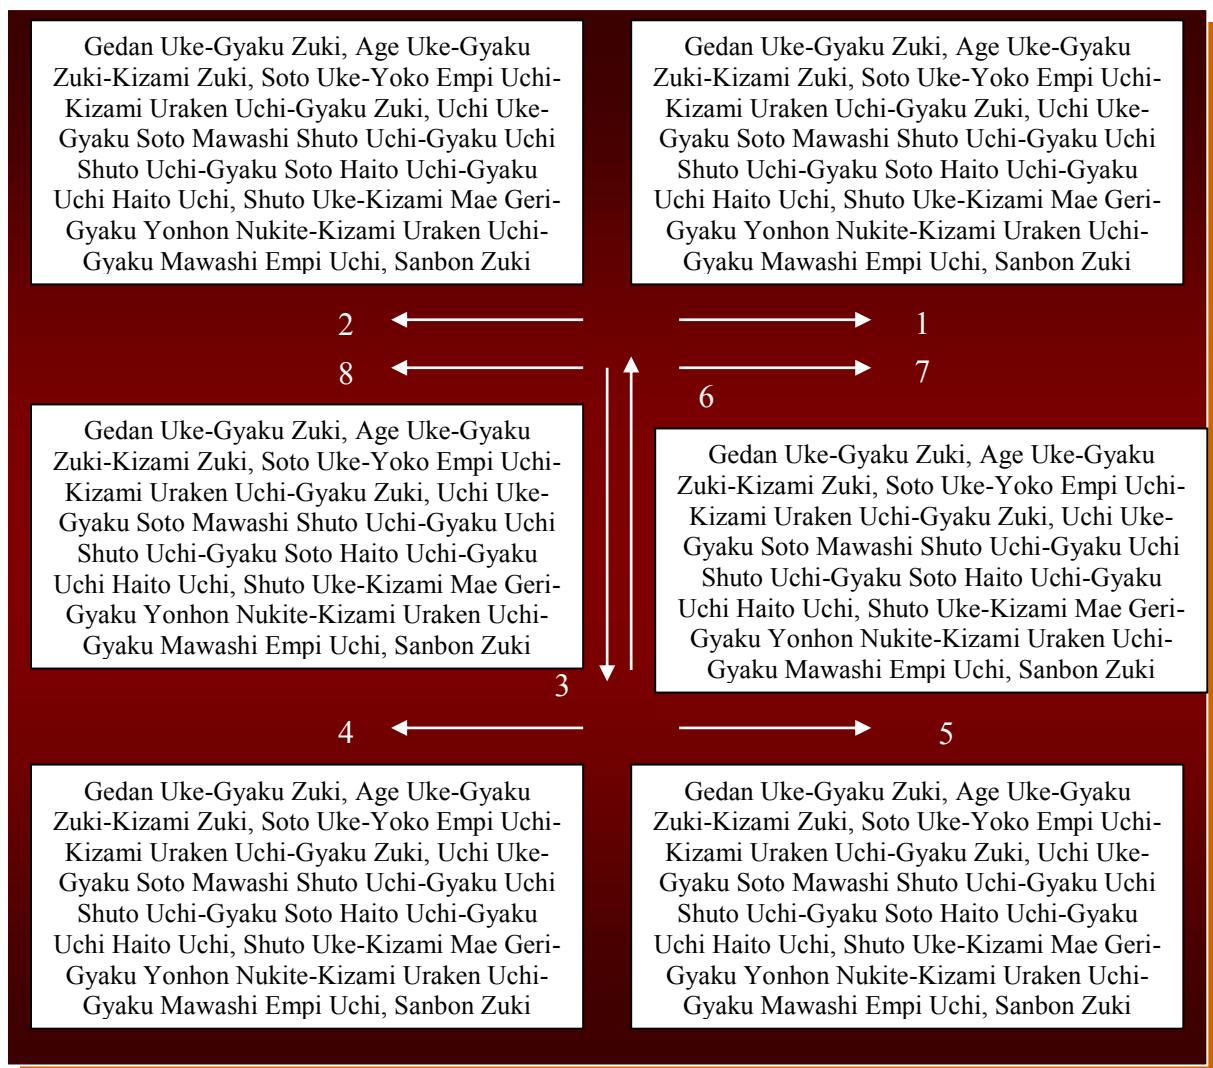 Gedan Uke-Gyaku Zuki, Age Uke-Gyaku
Zuki-Kizami Zuki, Soto Uke-Yoko Empi Uchi-
Kizami Uraken Uchi-Gyaku Zuki, Uchi Uke-
Gyaku Soto Mawashi Shuto Uchi-Gyaku Uchi
Shuto Uchi-Gyaku Soto Haito Uchi-Gyaku
Uchi Haito Uchi, Shuto Uke-Kizami Mae Geri-
Gyaku Yonhon Nukite-Kizami Uraken Uchi-
Gyaku Mawashi Empi Uchi, Sanbon Zuki
Gedan Uke-Gyaku Zuki, Age Uke-Gyaku
Zuki-Kizami Zuki, Soto Uke-Yoko Empi Uchi-
Kizami Uraken Uchi-Gyaku Zuki, Uchi Uke-
Gyaku Soto Mawashi Shuto Uchi-Gyaku Uchi
Shuto Uchi-Gyaku Soto Haito Uchi-Gyaku
Uchi Haito Uchi, Shuto Uke-Kizami Mae Geri-
Gyaku Yonhon Nukite-Kizami Uraken Uchi-
Gyaku Mawashi Empi Uchi, Sanbon Zuki
2
1
8
7
6
Gedan Uke-Gyaku Zuki, Age Uke-Gyaku
Zuki-Kizami Zuki, Soto Uke-Yoko Empi Uchi-
Kizami Uraken Uchi-Gyaku Zuki, Uchi Uke-
Gyaku Soto Mawashi Shuto Uchi-Gyaku Uchi
Shuto Uchi-Gyaku Soto Haito Uchi-Gyaku
Uchi Haito Uchi, Shuto Uke-Kizami Mae Geri-
Gyaku Yonhon Nukite-Kizami Uraken Uchi-
Gyaku Mawashi Empi Uchi, Sanbon Zuki
Gedan Uke-Gyaku Zuki, Age Uke-Gyaku
Zuki-Kizami Zuki, Soto Uke-Yoko Empi Uchi-
Kizami Uraken Uchi-Gyaku Zuki, Uchi Uke-
Gyaku Soto Mawashi Shuto Uchi-Gyaku Uchi
Shuto Uchi-Gyaku Soto Haito Uchi-Gyaku
Uchi Haito Uchi, Shuto Uke-Kizami Mae Geri-
Gyaku Yonhon Nukite-Kizami Uraken Uchi-
Gyaku Mawashi Empi Uchi, Sanbon Zuki
3
4
5
Gedan Uke-Gyaku Zuki, Age Uke-Gyaku
Zuki-Kizami Zuki, Soto Uke-Yoko Empi Uchi-
Kizami Uraken Uchi-Gyaku Zuki, Uchi Uke-
Gyaku Soto Mawashi Shuto Uchi-Gyaku Uchi
Shuto Uchi-Gyaku Soto Haito Uchi-Gyaku
Uchi Haito Uchi, Shuto Uke-Kizami Mae Geri-
Gyaku Yonhon Nukite-Kizami Uraken Uchi-
Gyaku Mawashi Empi Uchi, Sanbon Zuki
Gedan Uke-Gyaku Zuki, Age Uke-Gyaku
Zuki-Kizami Zuki, Soto Uke-Yoko Empi Uchi-
Kizami Uraken Uchi-Gyaku Zuki, Uchi Uke-
Gyaku Soto Mawashi Shuto Uchi-Gyaku Uchi
Shuto Uchi-Gyaku Soto Haito Uchi-Gyaku
Uchi Haito Uchi, Shuto Uke-Kizami Mae Geri-
Gyaku Yonhon Nukite-Kizami Uraken Uchi-
Gyaku Mawashi Empi Uchi, Sanbon Zuki